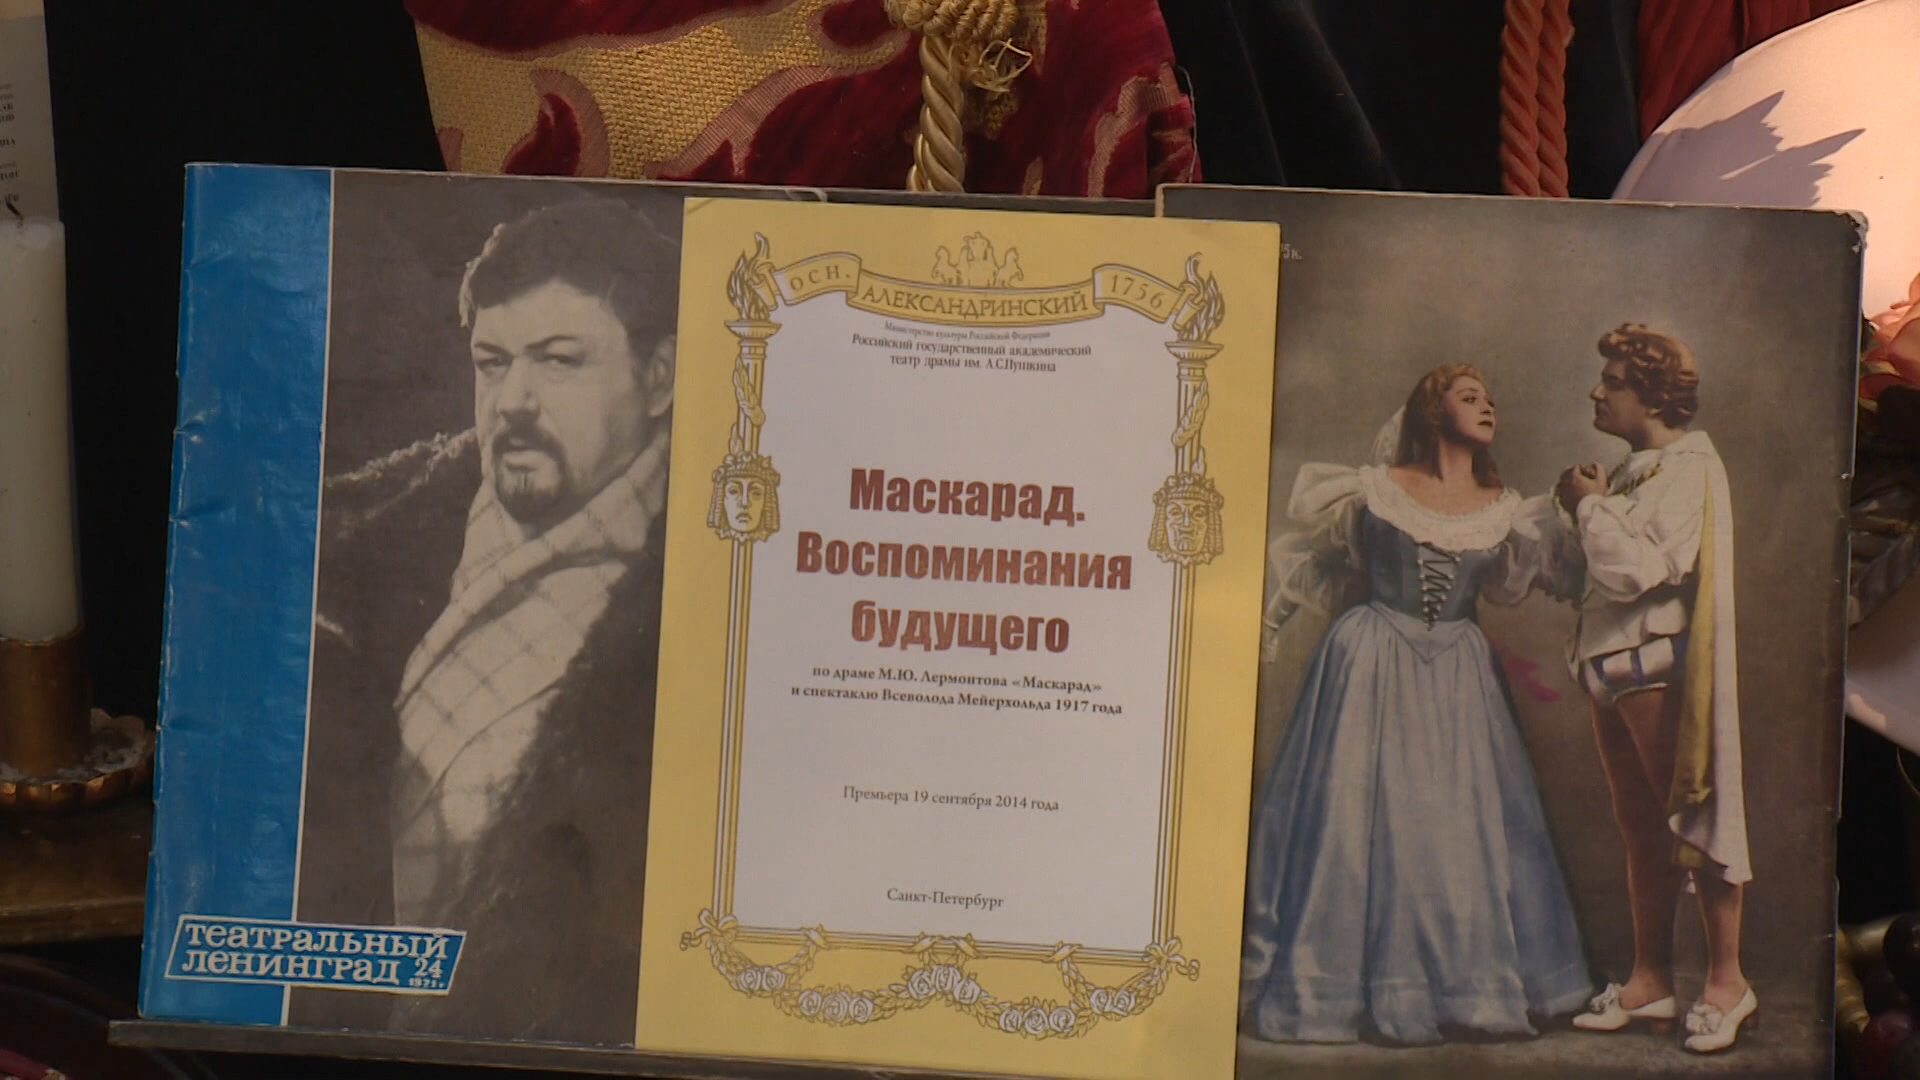 ТЕАТРАЛЬНЫЙ
ЛЕНИНГРАД 24
1971 г
ОСН. АЛЕКСАНДРИНСКИЙ 1756
Министерство культуры Российской Федерации
Российский государственный академический
театр драмы им. А.С.Пушкина
Маскарад.
Воспоминания
будущего
по драме М.Ю. Лермонтова «Маскарад»
и спектаклю Всеволода Мейерхольда 1917 года
Премьера 19 сентября 2014 года
Санкт-Петербург